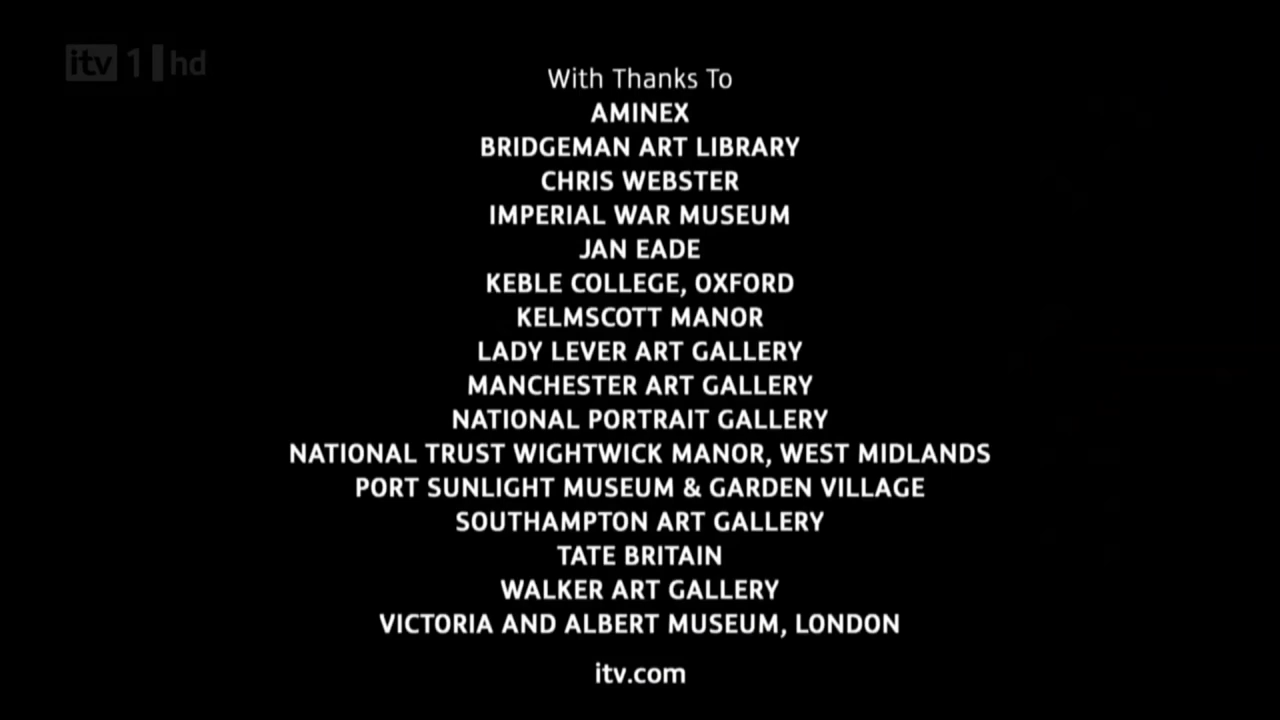 itv 1 hd
With Thanks To
AMINEX
BRIDGEMAN ART LIBRARY
CHRIS WEBSTER
IMPERIAL WAR MUSEUM
JAN EADE
KEBLE COLLEGE, OXFORD
KELMSCOTT MANOR
LADY LEVER ART GALLERY
MANCHESTER ART GALLERY
NATIONAL PORTRAIT GALLERY
NATIONAL TRUST WIGHTWICK MANOR, WEST MIDLANDS
PORT SUNLIGHT MUSEUM & GARDEN VILLAGE
SOUTHAMPTON ART GALLERY
TATE BRITAIN
WALKER ART GALLERY
VICTORIA AND ALBERT MUSEUM, LONDON
itv.com